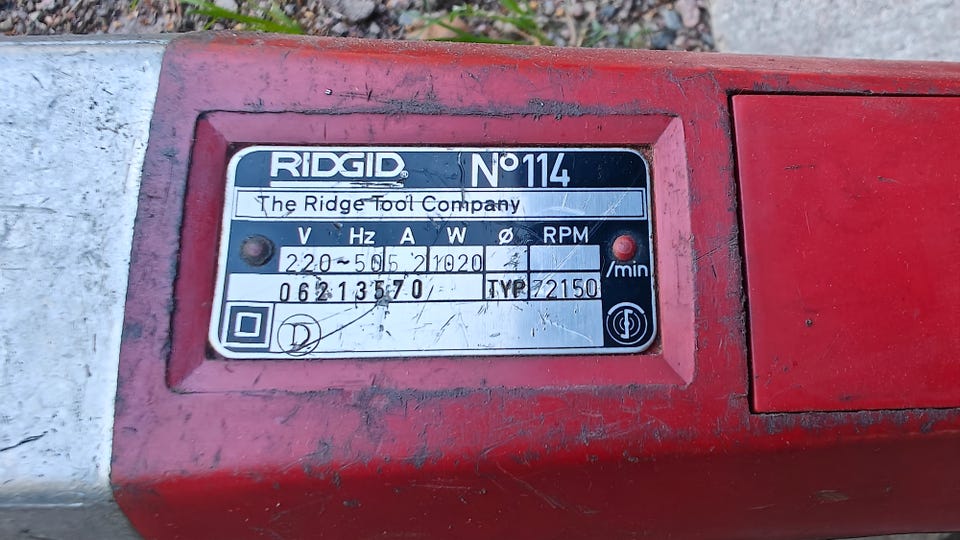 RIDGID® Nº114
The Ridge Tool Company
V Hz A W Ø RPM
220~50 5,2 1020
/min
06213570 TYP 72150
D